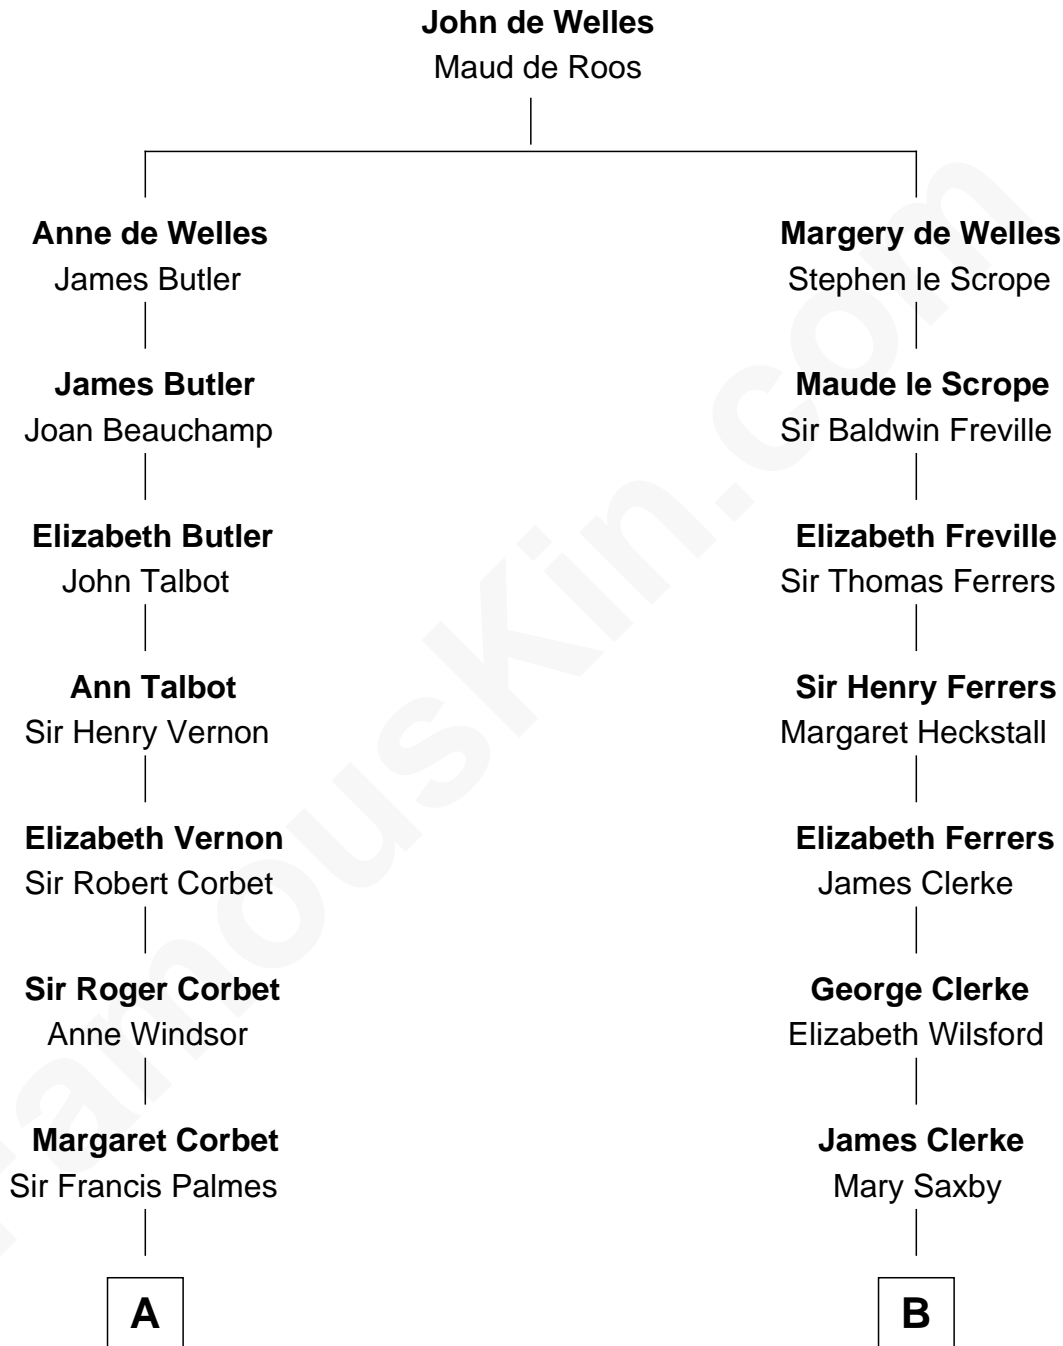 John de Welles
Maud de Roos
Anne de Welles
James Butler
James Butler
Joan Beauchamp
Elizabeth Butler
John Talbot
Ann Talbot
Sir Henry Vernon
Elizabeth Vernon
Sir Robert Corbet
Sir Roger Corbet
Anne Windsor
Margaret Corbet
Sir Francis Palmes
A
Margery de Welles
Stephen le Scrope
Maude le Scrope
Sir Baldwin Freville
Elizabeth Freville
Sir Thomas Ferrers
Sir Henry Ferrers
Margaret Heckstall
Elizabeth Ferrers
James Clerke
George Clerke
Elizabeth Wilsford
James Clerke
Mary Saxby
B
FamousKin.com